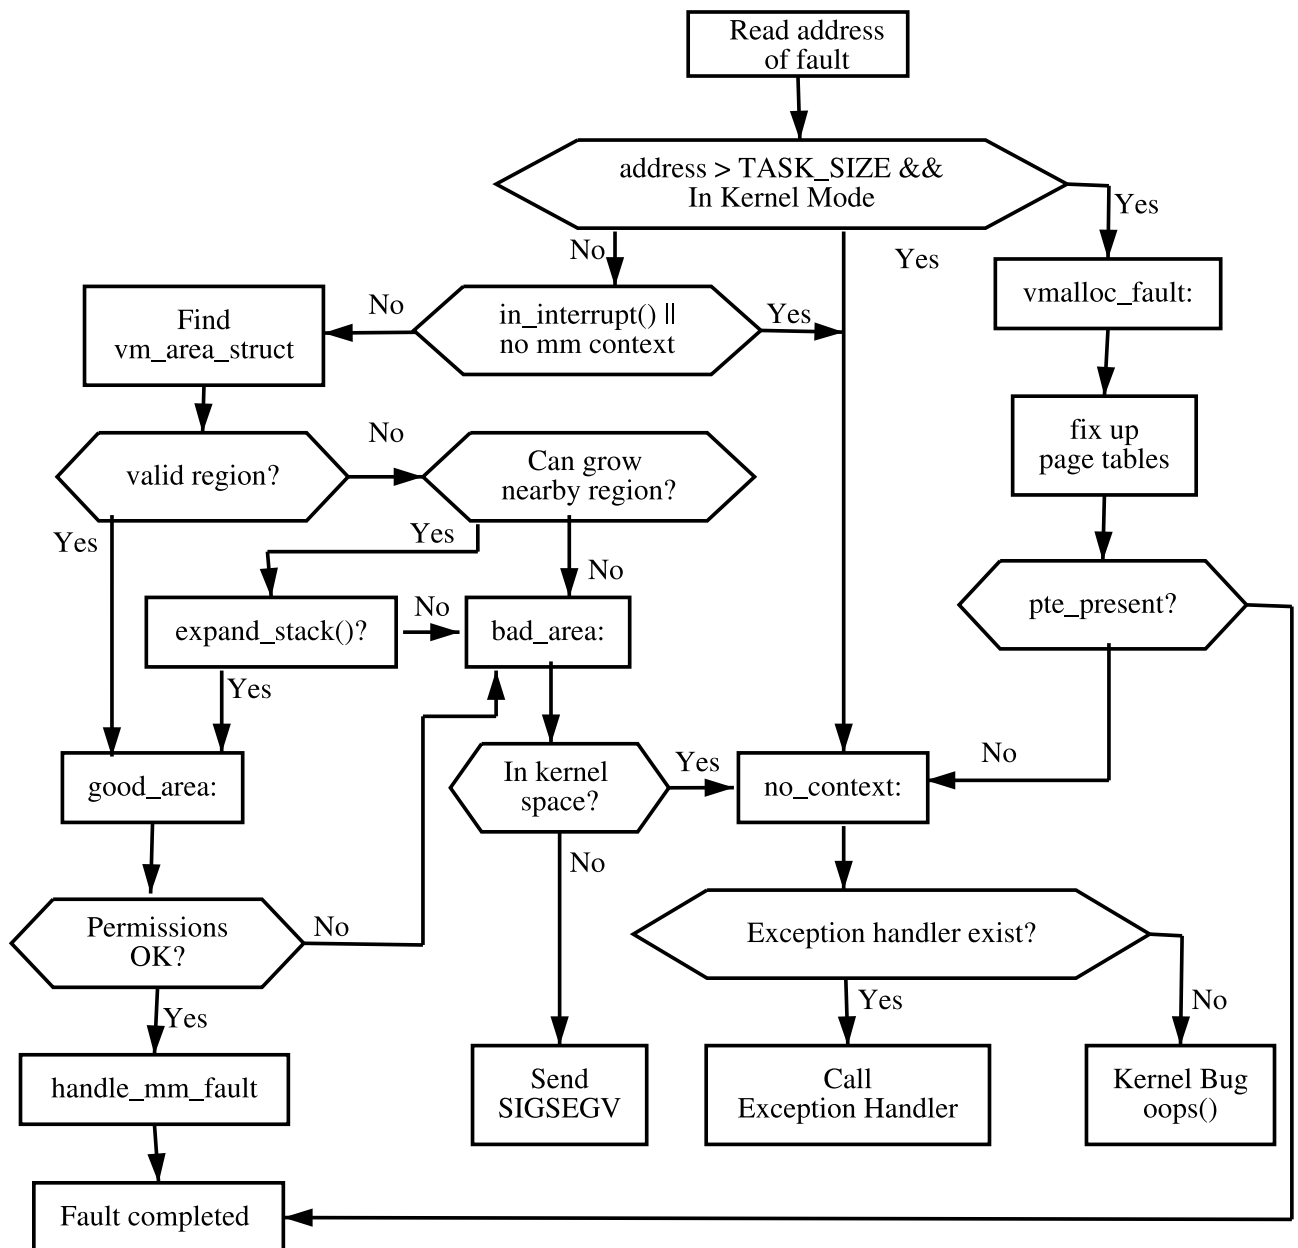 Read address
of fault
address > TASK_SIZE &&
In Kernel Mode
Yes
No
Yes
vmalloc_fault:
Find
vm_area_struct
No
in_interrupt() ||
no mm context
Yes
fix up
page tables
valid region?
No
Can grow
nearby region?
Yes
Yes
No
pte_present?
expand_stack()?
No
bad_area:
Yes
good_area:
In kernel
space?
Yes
no_context:
No
No
Permissions
OK?
No
Exception handler exist?
Yes
Yes
No
handle_mm_fault
Send
SIGSEGV
Call
Exception Handler
Kernel Bug
oops()
Fault completed